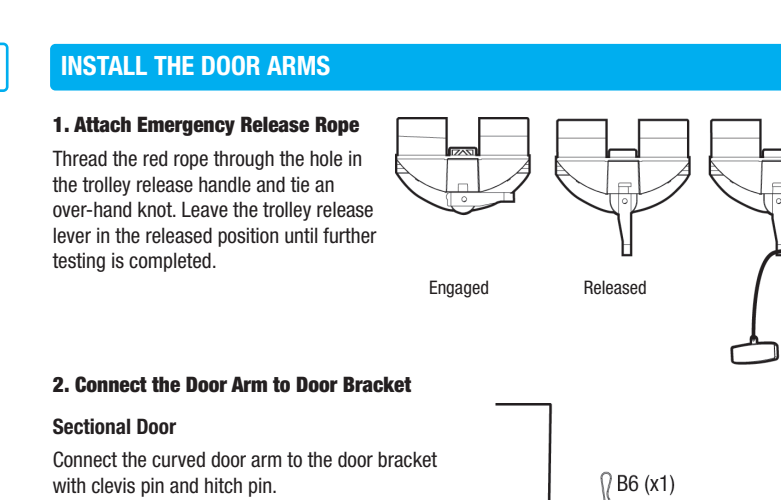 INSTALL THE DOOR ARMS
1. Attach Emergency Release Rope
Thread the red rope through the hole in
the trolley release handle and tie an
over-hand knot. Leave the trolley release
lever in the released position until further
testing is completed.
Engaged
Released
2. Connect the Door Arm to Door Bracket
Sectional Door
Connect the curved door arm to the door bracket
with clevis pin and hitch pin.
B6 (x1)